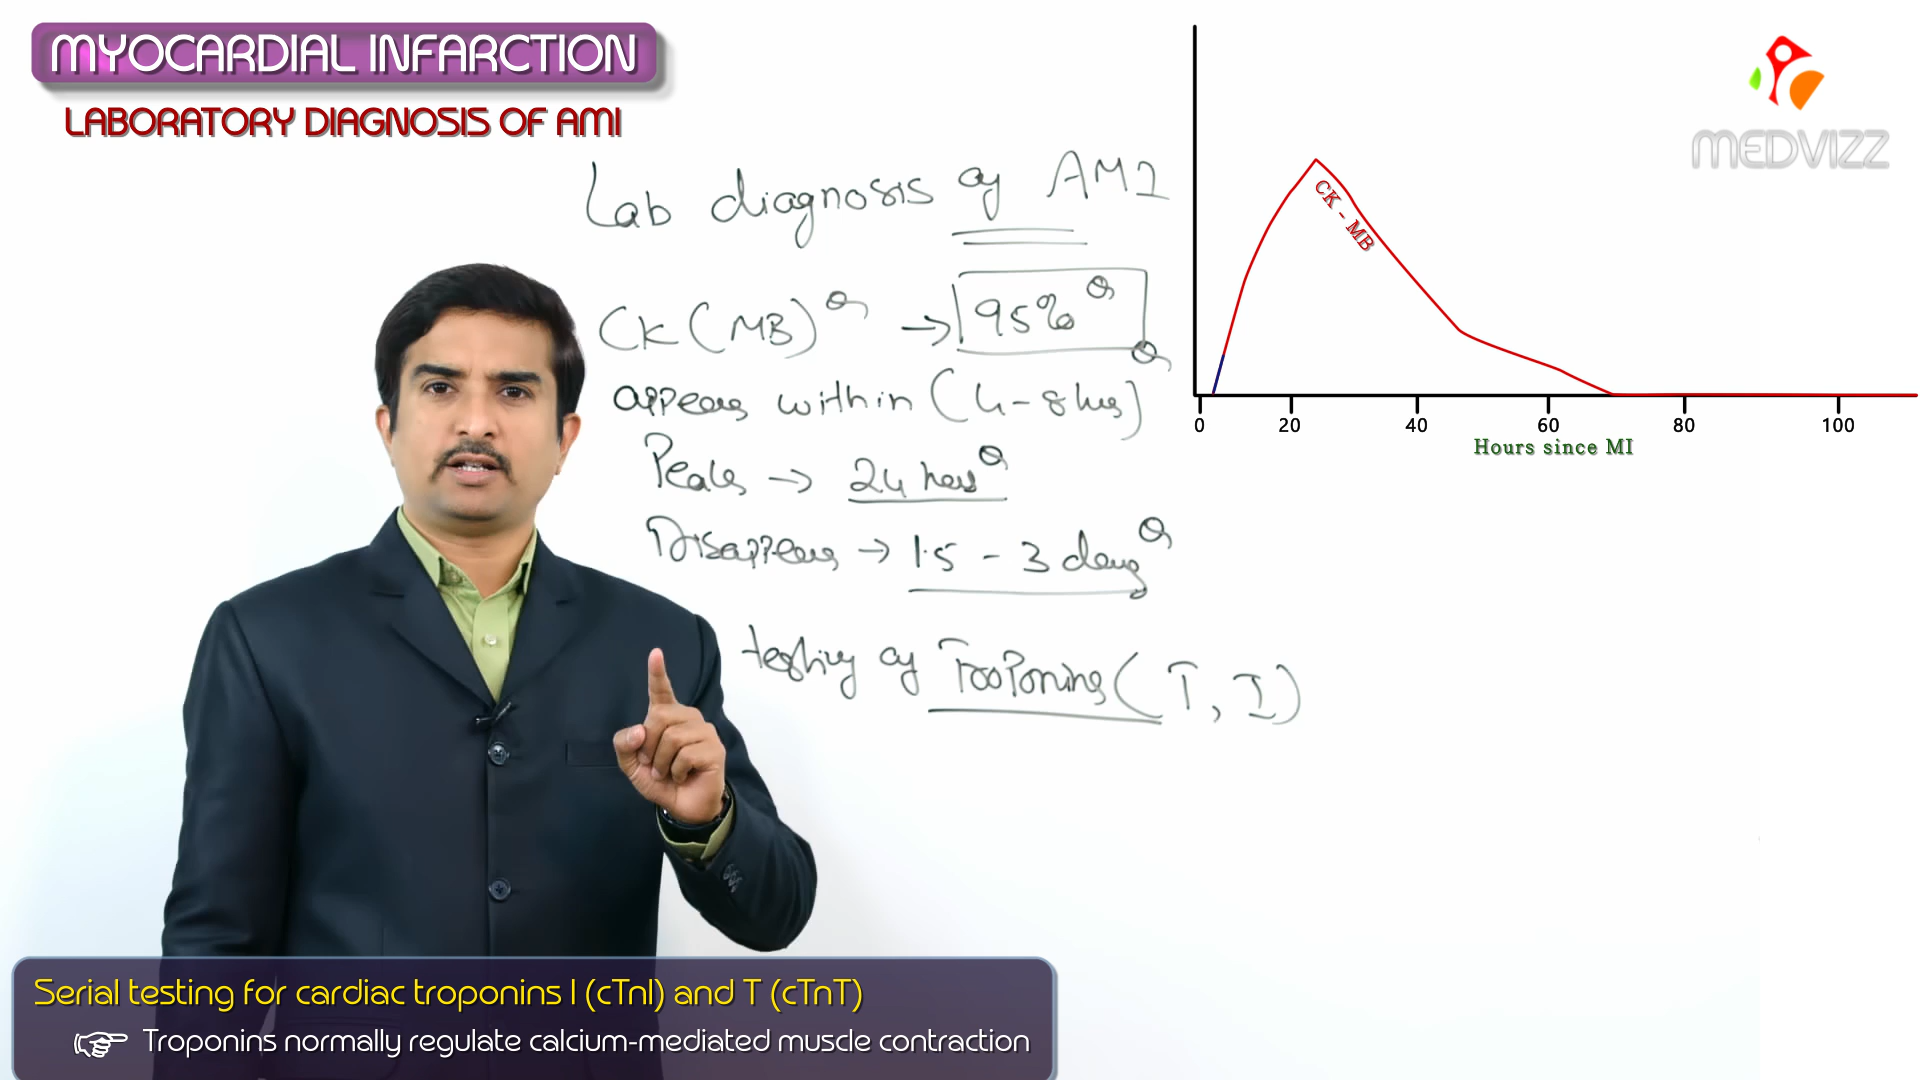 MYOCARDIAL INFARCTION
LABORATORY DIAGNOSIS OF AMI
MEDVIZZ
Lab diagnosis of AMI
CK (MB) → 95%
appears within (4-8 hrs)
Peaks → 24 hrs
Disappears → 1.5 - 3 days
testing of Troponins (T, I)
CK - MB
0 20 40 60 80 100
Hours since MI
Serial testing for cardiac troponins I (cTnI) and T (cTnT)
Troponins normally regulate calcium-mediated muscle contraction